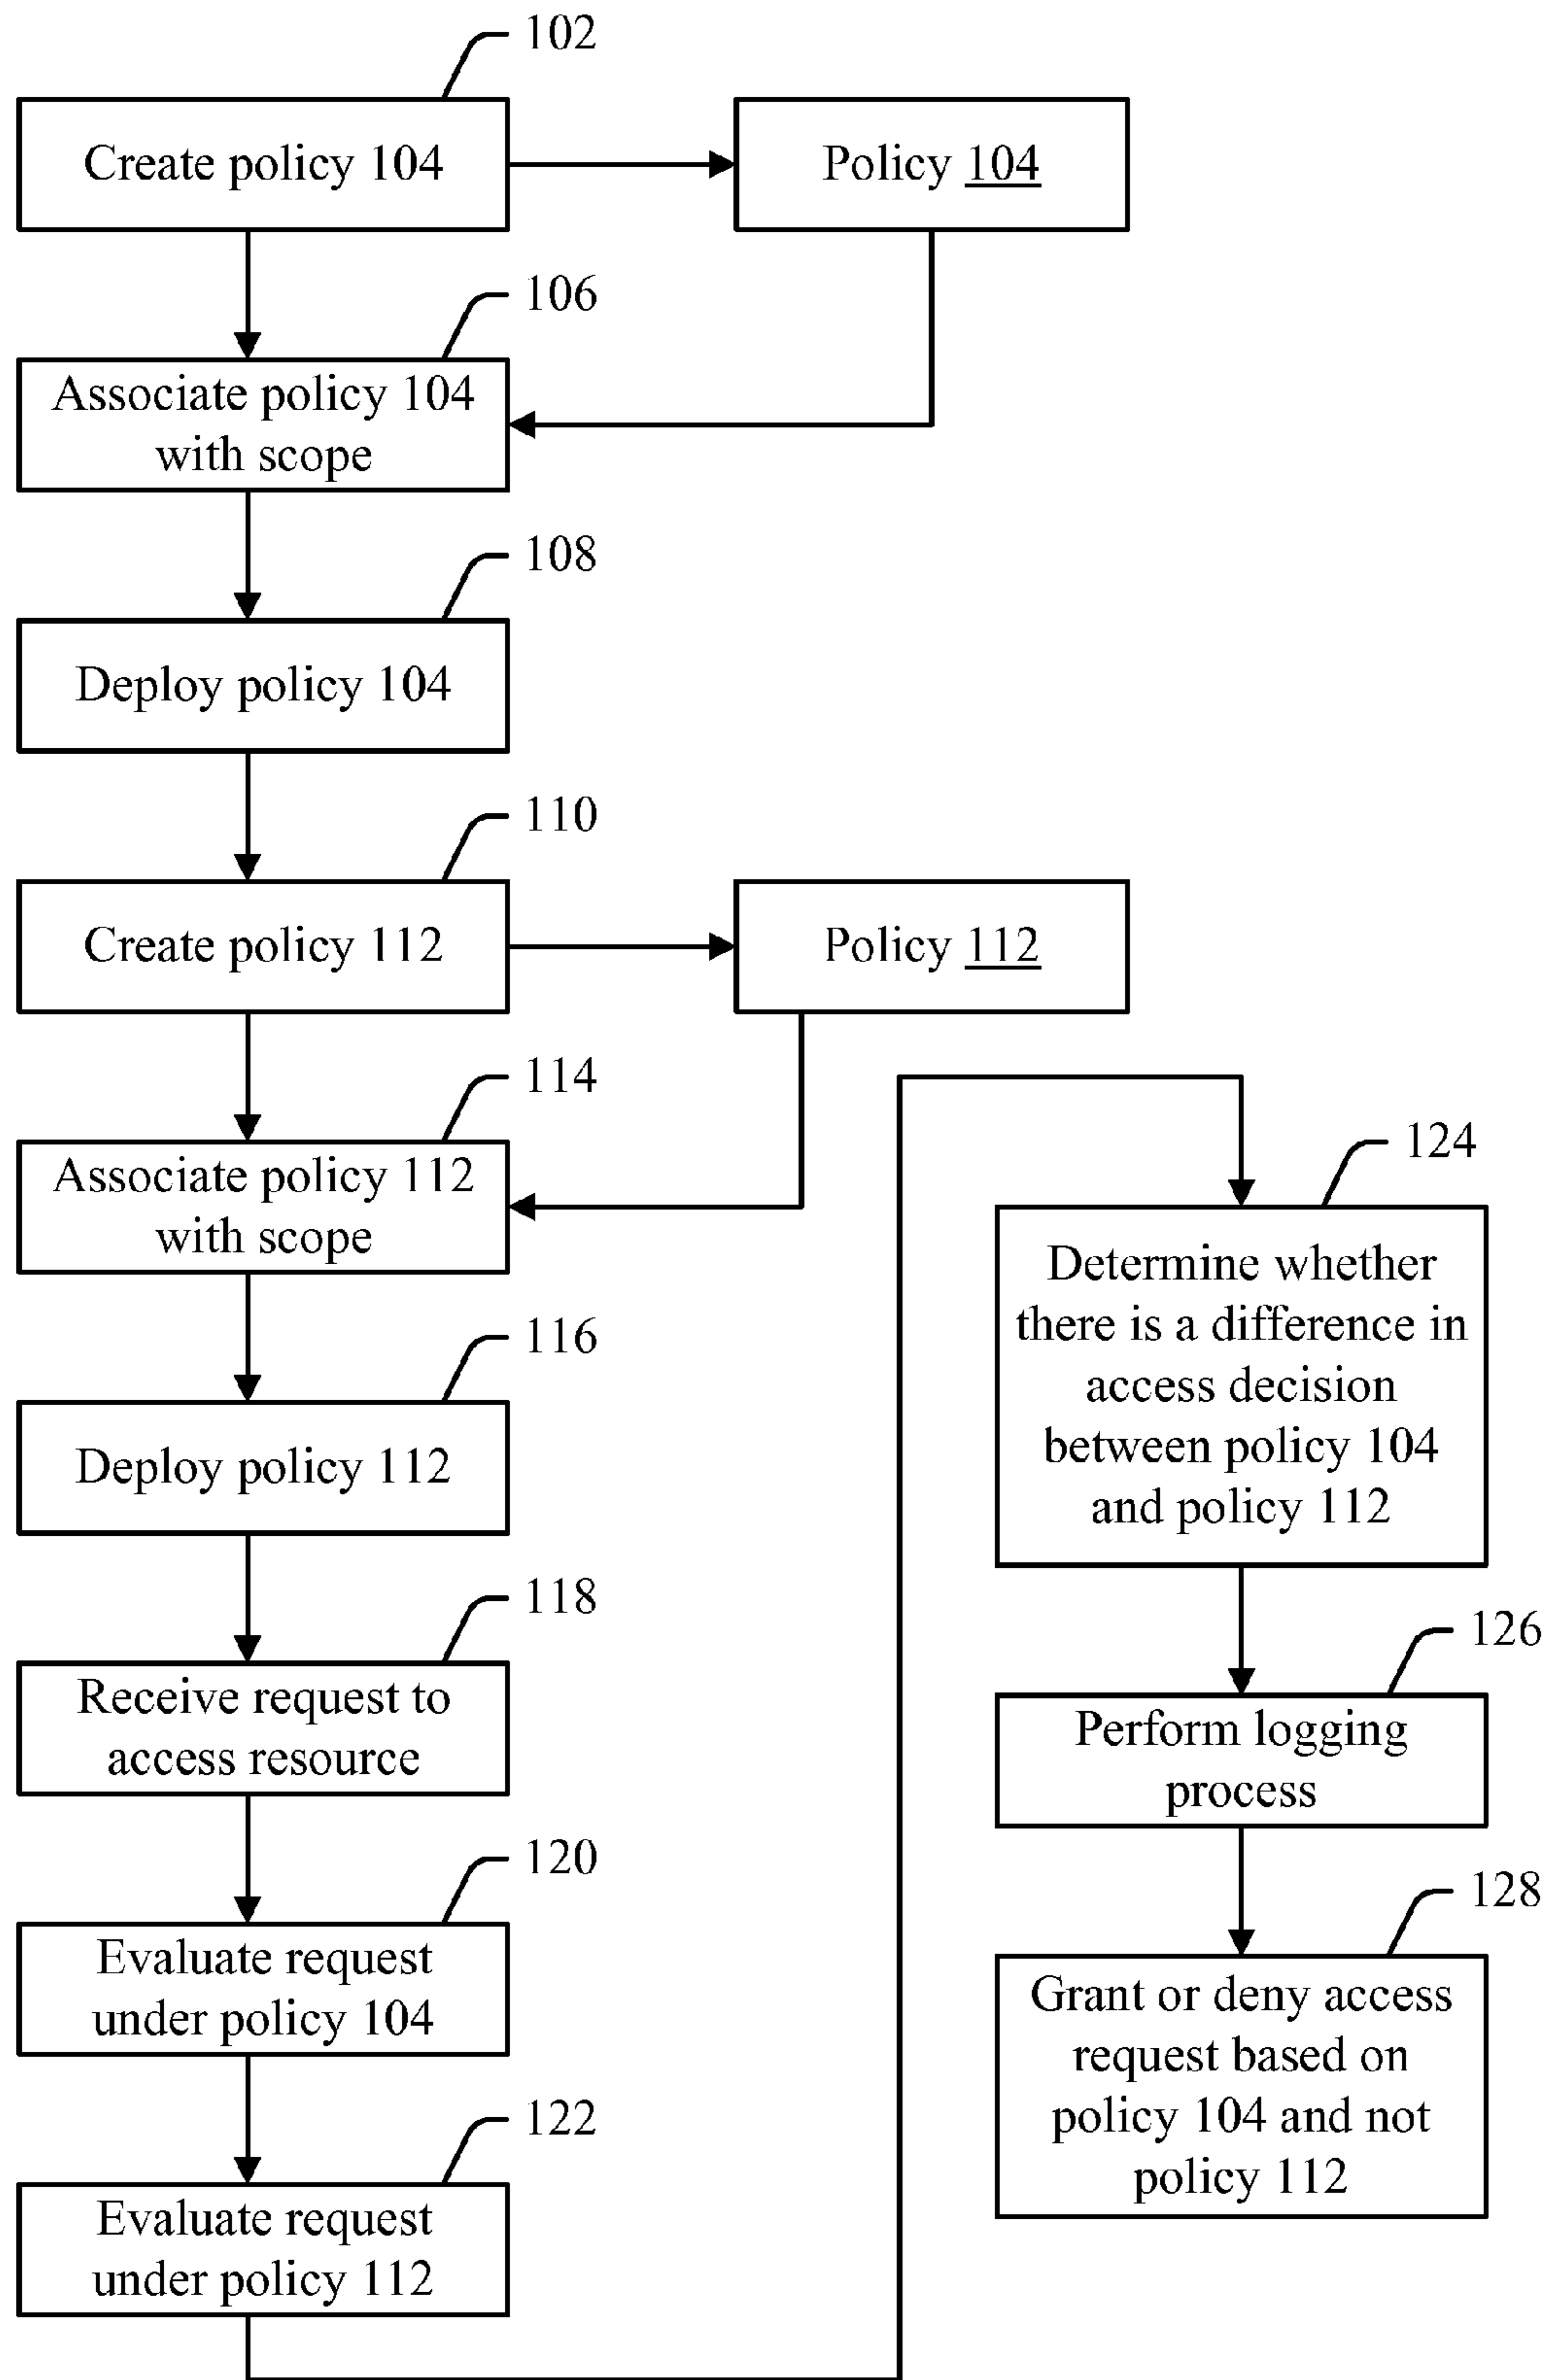 102
Create policy 104
Policy 104
106
Associate policy 104
with scope
108
Deploy policy 104
110
Create policy 112
Policy 112
114
Associate policy 112
with scope
116
Deploy policy 112
118
Receive request to
access resource
120
Evaluate request
under policy 104
122
Evaluate request
under policy 112
124
Determine whether
there is a difference in
access decision
between policy 104
and policy 112
126
Perform logging
process
128
Grant or deny access
request based on
policy 104 and not
policy 112